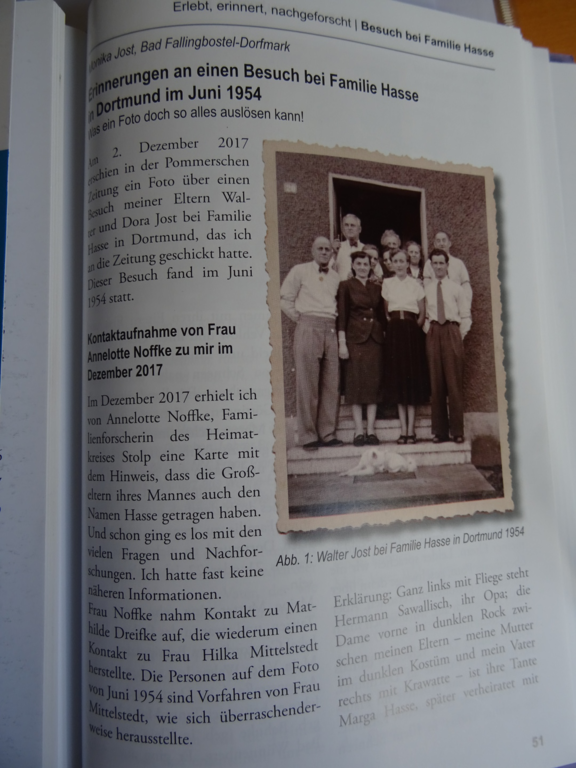 Erlebt, erinnert, nachgeforscht | Besuch bei Familie Hasse
Jost, Bad Fallingbostel-Dorfmark
Erinnerungen an einen Besuch bei Familie Hasse
in Dortmund im Juni 1954
Was ein Foto doch so alles auslösen kann!
Am 2. Dezember 2017
erschien in der Pommerschen
Zeitung ein Foto über einen
Besuch meiner Eltern Wal-
ter und Dora Jost bei Familie
Hasse in Dortmund, das ich
an die Zeitung geschickt hatte.
Dieser Besuch fand im Juni
1954 statt.
Kontaktaufnahme von Frau
Annelotte Noffke zu mir im
Dezember 2017
Im Dezember 2017 erhielt ich
von Annelotte Noffke, Fami-
lienforscherin des Heimat-
kreises Stolp eine Karte mit
dem Hinweis, dass die Groß-
eltern ihres Mannes auch den
Namen Hasse getragen haben.
Und schon ging es los mit den
vielen Fragen und Nachfor-
schungen. Ich hatte fast keine
näheren Informationen.
Frau Noffke nahm Kontakt zu Mat-
hilde Dreifke auf, die wiederum einen
Kontakt zu Frau Hilka Mittelstedt
herstellte. Die Personen auf dem Foto
von Juni 1954 sind Vorfahren von Frau
Mittelstedt, wie sich überraschender-
weise herausstellte.
Abb. 1: Walter Jost bei Familie Hasse in Dortmund 1954
Erklärung: Ganz links mit Fliege steht
Hermann Sawallisch, ihr Opa; die
Dame vorne in dunklen Rock zwi-
schen meinen Eltern – meine Mutter
im dunklen Kostüm und mein Vater
rechts mit Krawatte – ist ihre Tante
Marga Hasse, später verheiratet mit
51